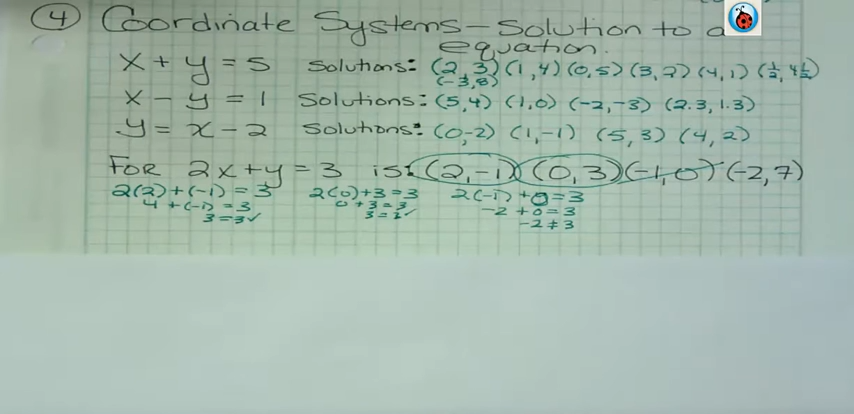 ④ Coordinate Systems - Solution to a
equation.
x + y = 5 Solutions: (2, 3) (1, 4) (0, 5) (3, 2) (4, 1) (½, 4½)
(-3, 8)
x - y = 1 Solutions: (5, 4) (1, 0) (-2, -3) (2.3, 1.3)
y = x - 2 Solutions: (0, -2) (1, -1) (5, 3) (4, 2)
For 2x + y = 3 is: (2, -1) (0, 3) (-1, 0) (-2, 7)
2(2) + (-1) = 3 2(0) + 3 = 3 2(-1) + 0 = 3
4 + (-1) = 3 0 + 3 = 3 -2 + 0 = 3
3 = 3 ✓ 3 = 3 ✓ -2 ≠ 3